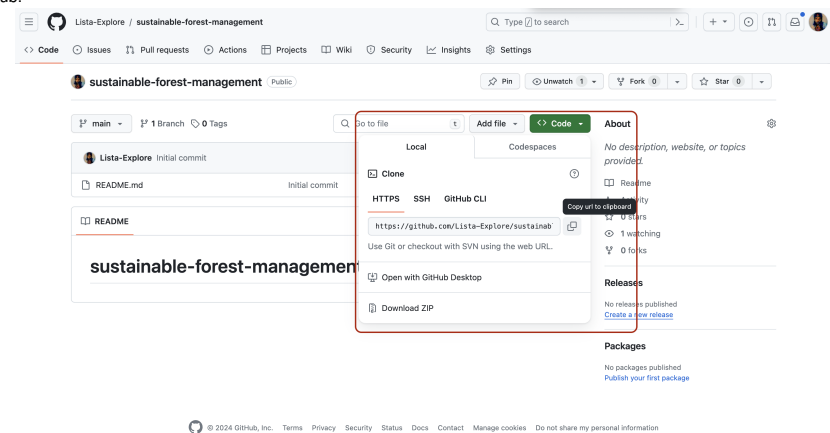 Lista-Explore / sustainable-forest-management
Type / to search
Code Issues Pull requests Actions Projects Wiki Security Insights Settings
sustainable-forest-management Public
Pin Unwatch 1 Fork 0 Star 0
main 1 Branch 0 Tags
Go to file t Add file Code
About
Local Codespaces
No description, website, or topics
provided.
Lista-Explore Initial commit
Clone
Readme
README.md Initial commit
HTTPS SSH GitHub CLI
Copy url to clipboard
0 stars
https://github.com/Lista-Explore/sustainab
1 watching
README
Use Git or checkout with SVN using the web URL.
0 forks
sustainable-forest-management
Open with GitHub Desktop
Releases
No releases published
Create a new release
Download ZIP
Packages
No packages published
Publish your first package
© 2024 GitHub, Inc. Terms Privacy Security Status Docs Contact Manage cookies Do not share my personal information